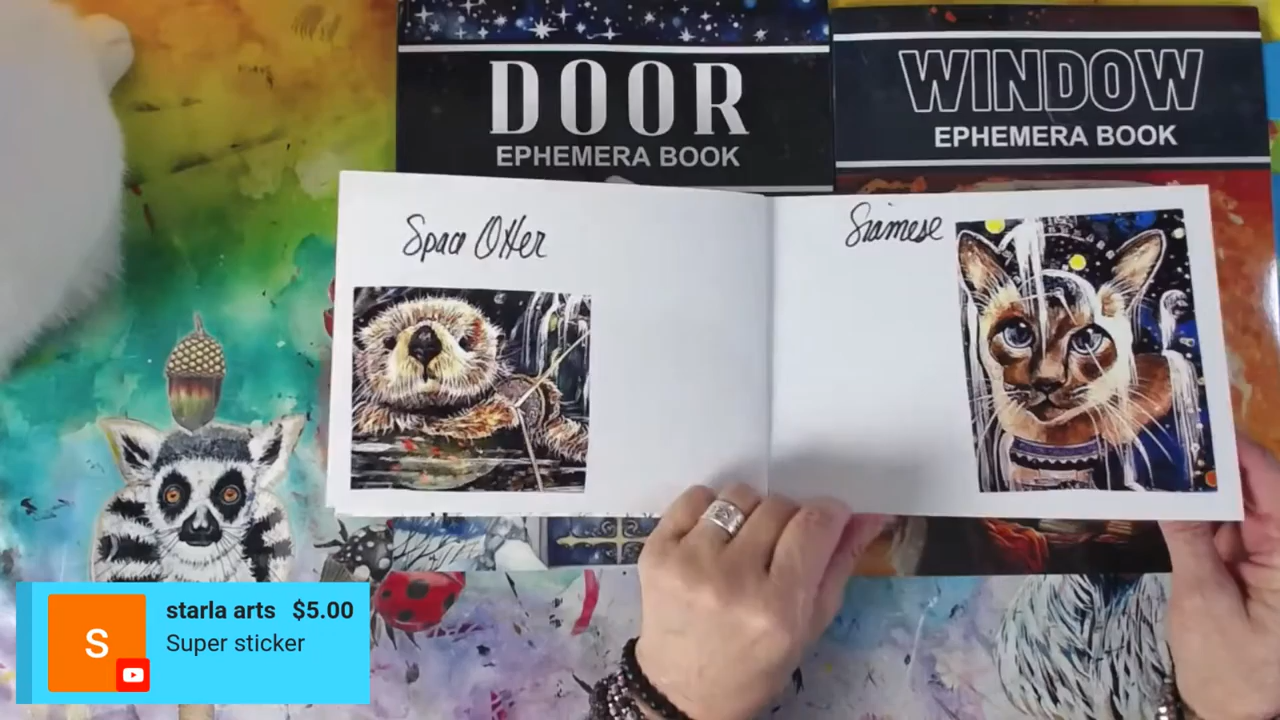 DOOR
EPHEMERA BOOK
WINDOW
EPHEMERA BOOK
Space Otter
Siamese
starla arts $5.00
S
Super sticker